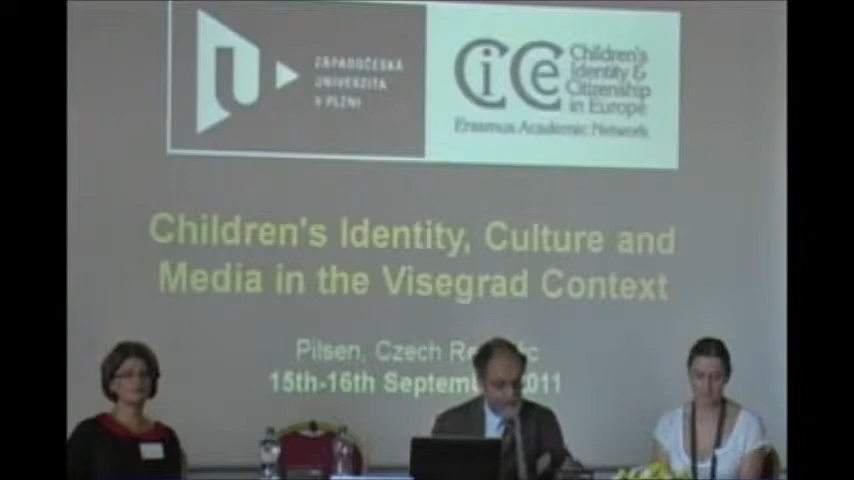 ZÁPADOČESKÁ
UNIVERZITA
V PLZNI
CiCe
Children's
Identity &
Citizenship
in Europe
Erasmus Academic Network
Children's Identity, Culture and
Media in the Visegrad Context
Pilsen, Czech
15th-16th 2011